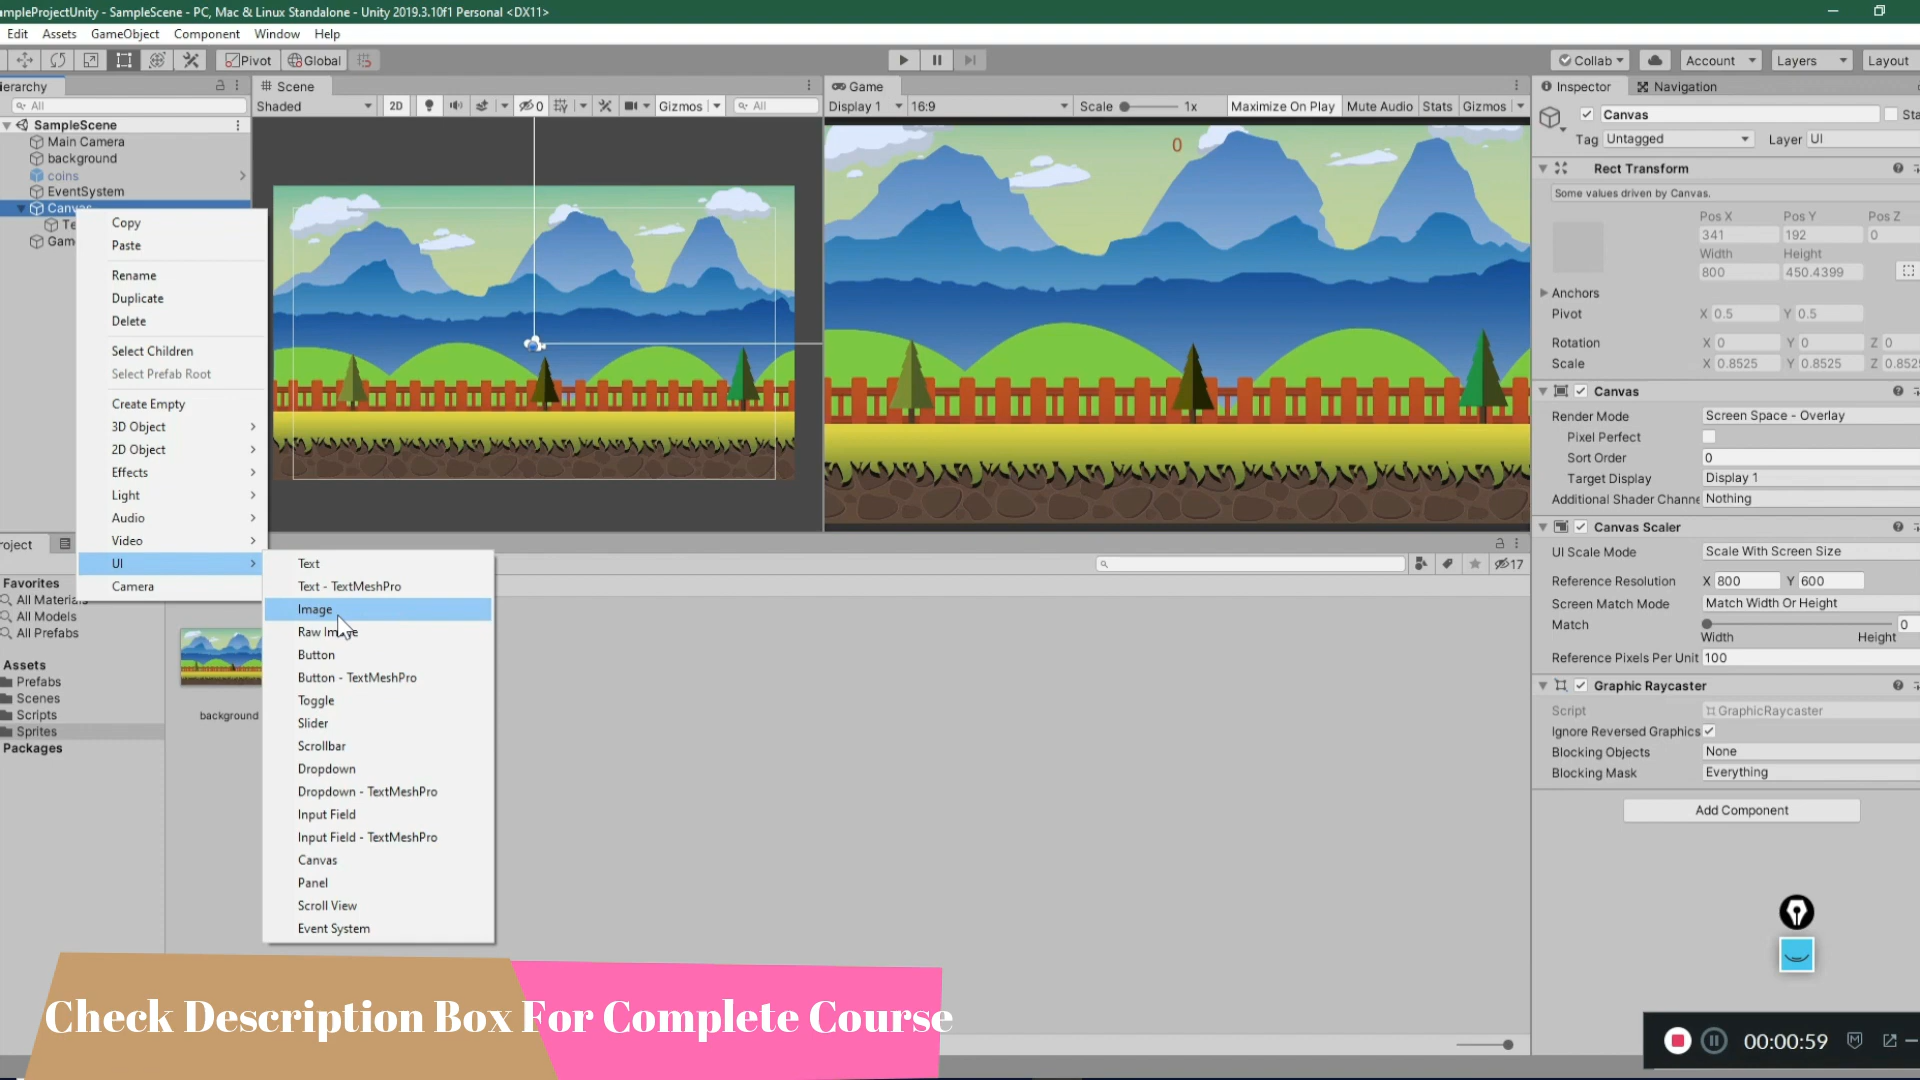 ampleProjectUnity - SampleScene - PC, Mac & Linux Standalone - Unity 2019.3.10f1 Personal <DX11>
Edit Assets GameObject Component Window Help
Pivot Global Collab Account Layers Layout
ierarchy
Scene
Game
Inspector
Navigation
All
Shaded 2D 0 Gizmos All
Display 1 16:9 Scale 1x Maximize On Play Mute Audio Stats Gizmos
SampleScene
Main Camera
background
coins
EventSystem
Canvas
Te
Gam
Copy
Paste
Rename
Duplicate
Delete
Select Children
Select Prefab Root
Create Empty
3D Object
2D Object
Effects
Light
Audio
Video
UI
Camera
Text
Text - TextMeshPro
Image
Raw Image
Button
Button - TextMeshPro
Toggle
Slider
Scrollbar
Dropdown
Dropdown - TextMeshPro
Input Field
Input Field - TextMeshPro
Canvas
Panel
Scroll View
Event System
0
Canvas Sta
Tag Untagged Layer UI
Rect Transform
Some values driven by Canvas.
Pos X Pos Y Pos Z
341 192 0
Width Height
800 450.4399
Anchors
Pivot X 0.5 Y 0.5
Rotation X 0 Y 0 Z 0
Scale X 0.8525 Y 0.8525 Z 0.852
Canvas
Render Mode Screen Space - Overlay
Pixel Perfect
Sort Order 0
Target Display Display 1
Additional Shader Channe Nothing
Canvas Scaler
UI Scale Mode Scale With Screen Size
Reference Resolution X 800 Y 600
Screen Match Mode Match Width Or Height
Match 0
Width Height
Reference Pixels Per Unit 100
Graphic Raycaster
Script GraphicRaycaster
Ignore Reversed Graphics
Blocking Objects None
Blocking Mask Everything
Add Component
roject
17
Favorites
All Materials
All Models
All Prefabs
Assets
Prefabs
Scenes
Scripts
Sprites
Packages
background
Check Description Box For Complete Course
00:00:59